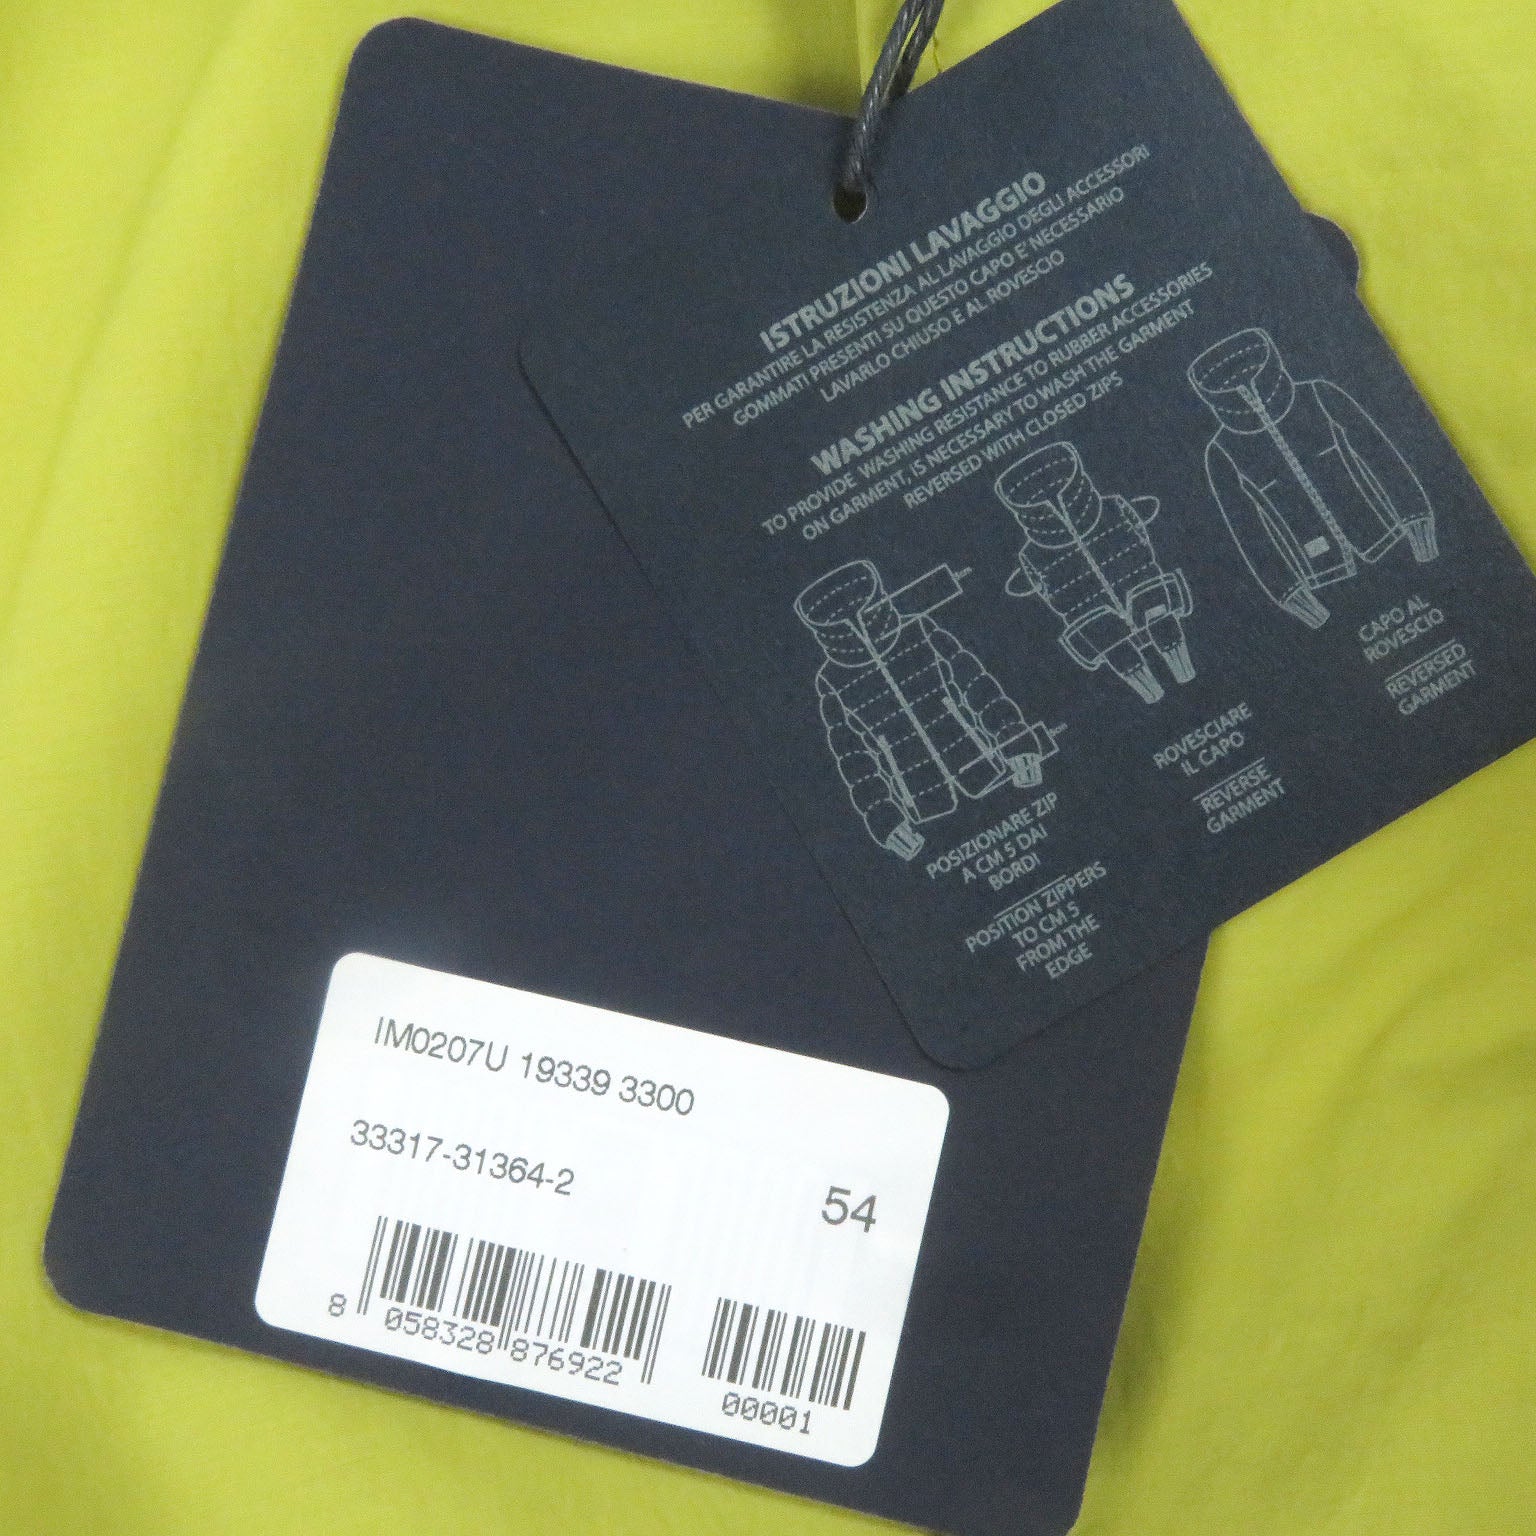 ISTRUZIONI LAVAGGIO
PER GARANTIRE LA RESISTENZA AL LAVAGGIO DEGLI ACCESSORI
GOMMATI PRESENTI SU QUESTO CAPO E' NECESSARIO
LAVARLO CHIUSO E AL ROVESCIO
WASHING INSTRUCTIONS
TO PROVIDE WASHING RESISTANCE TO RUBBER ACCESSORIES
ON GARMENT, IS NECESSARY TO WASH THE GARMENT
REVERSED WITH CLOSED ZIPS
POSIZIONARE ZIP
A CM 5 DAI
BORDI
POSITION ZIPPERS
TO CM 5
FROM THE
EDGE
ROVESCIARE
IL CAPO
REVERSE
GARMENT
CAPO AL
ROVESCIO
REVERSED
GARMENT
IM0207U 19339 3300
33317-31364-2
54
8 058328 876922
00001